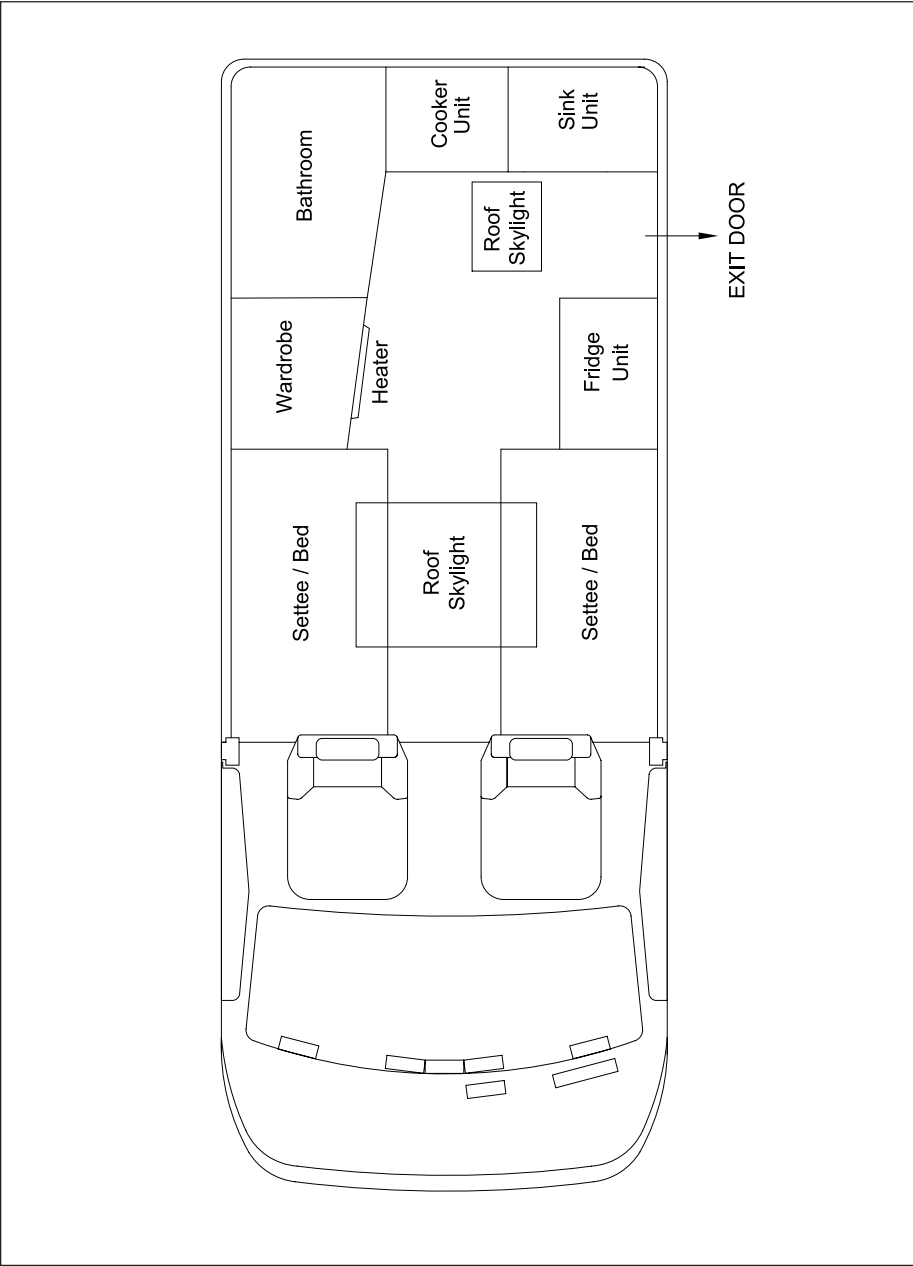 Bathroom
Cooker
Unit
Sink
Unit
Roof
Skylight
EXIT DOOR
Wardrobe
Heater
Fridge
Unit
Settee / Bed
Roof
Skylight
Settee / Bed